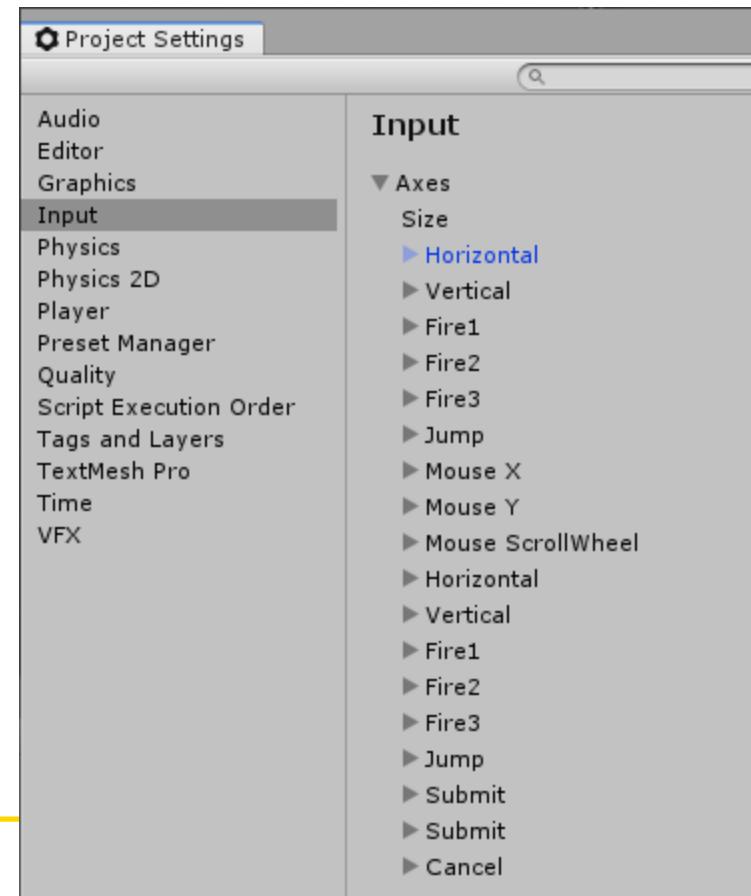 Project Settings
Audio
Editor
Graphics
Input
Physics
Physics 2D
Player
Preset Manager
Quality
Script Execution Order
Tags and Layers
TextMesh Pro
Time
VFX
Input
Axes
Size
Horizontal
Vertical
Fire1
Fire2
Fire3
Jump
Mouse X
Mouse Y
Mouse ScrollWheel
Horizontal
Vertical
Fire1
Fire2
Fire3
Jump
Submit
Submit
Cancel